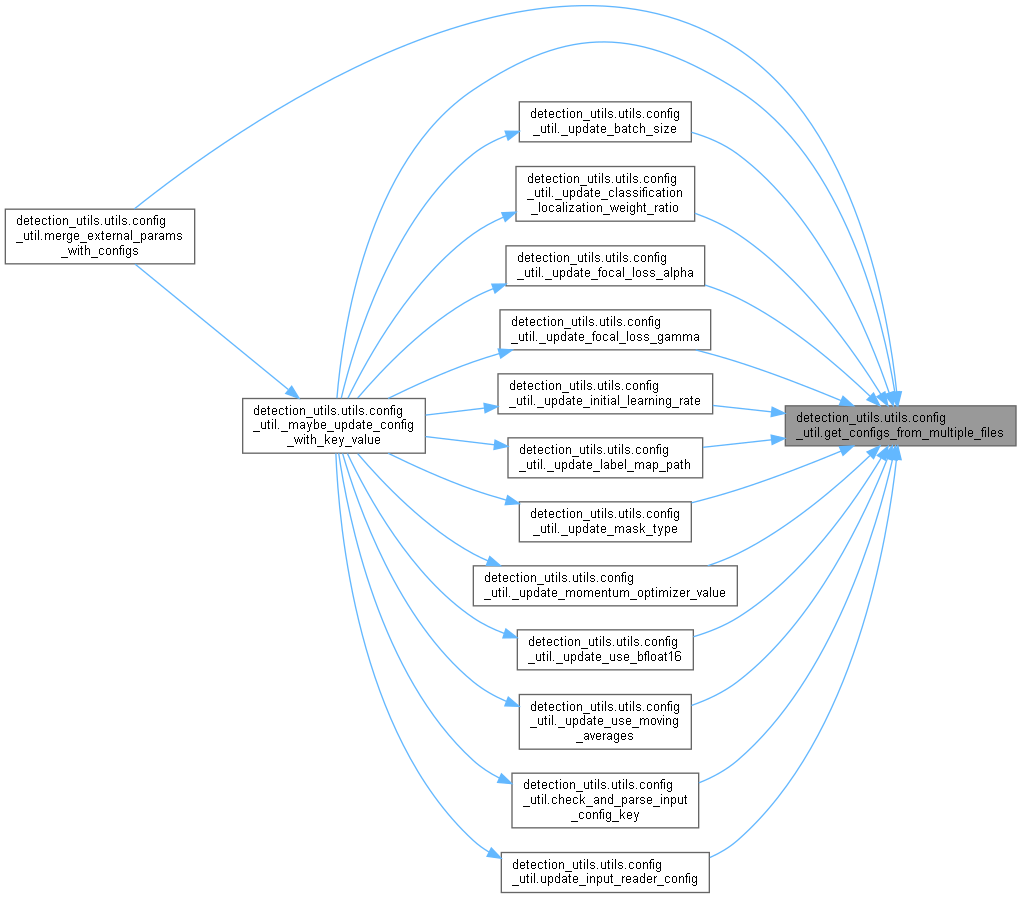 detection_utils.utils.config
_util._update_batch_size
detection_utils.utils.config
_util._update_classification
_localization_weight_ratio
detection_utils.utils.config
_util.merge_external_params
_with_configs
detection_utils.utils.config
_util._update_focal_loss_alpha
detection_utils.utils.config
_util._update_focal_loss_gamma
detection_utils.utils.config
_util._update_initial_learning_rate
detection_utils.utils.config
_util._maybe_update_config
_with_key_value
detection_utils.utils.config
_util.get_configs_from_multiple_files
detection_utils.utils.config
_util._update_label_map_path
detection_utils.utils.config
_util._update_mask_type
detection_utils.utils.config
_util._update_momentum_optimizer_value
detection_utils.utils.config
_util._update_use_bfloat16
detection_utils.utils.config
_util._update_use_moving
_averages
detection_utils.utils.config
_util.check_and_parse_input
_config_key
detection_utils.utils.config
_util.update_input_reader_config